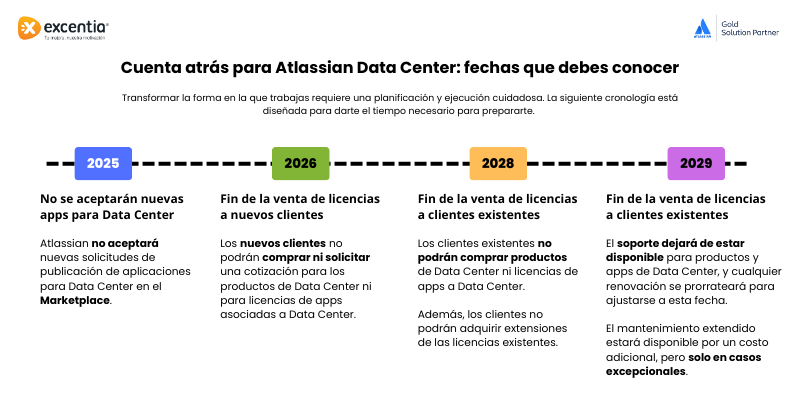 excentia
Tu mejora, nuestra motivación
ATLASSIAN
Gold
Solution Partner
Cuenta atrás para Atlassian Data Center: fechas que debes conocer
Transformar la forma en la que trabajas requiere una planificación y ejecución cuidadosa. La siguiente cronología está
diseñada para darte el tiempo necesario para prepararte.
2025
No se aceptarán nuevas
apps para Data Center
Atlassian no aceptará
nuevas solicitudes de
publicación de aplicaciones
para Data Center en el
Marketplace.
2026
Fin de la venta de licencias
a nuevos clientes
Los nuevos clientes no
podrán comprar ni solicitar
una cotización para los
productos de Data Center ni
para licencias de apps
asociadas a Data Center.
2028
Fin de la venta de licencias
a clientes existentes
Los clientes existentes no
podrán comprar productos
de Data Center ni licencias de
apps a Data Center.
Además, los clientes no
podrán adquirir extensiones
de las licencias existentes.
2029
Fin de la venta de licencias
a clientes existentes
El soporte dejará de estar
disponible para productos y
apps de Data Center, y cualquier
renovación se prorrateará para
ajustarse a esta fecha.
El mantenimiento extendido
estará disponible por un costo
adicional, pero solo en casos
excepcionales.